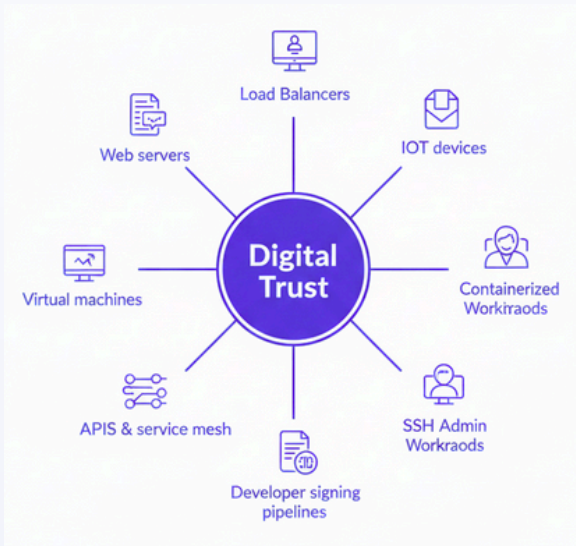 Load Balancers
Web servers
IOT devices
Digital
Trust
Virtual machines
Containerized
Workiraods
APIS & service mesh
SSH Admin
Workraods
Developer signing
pipelines